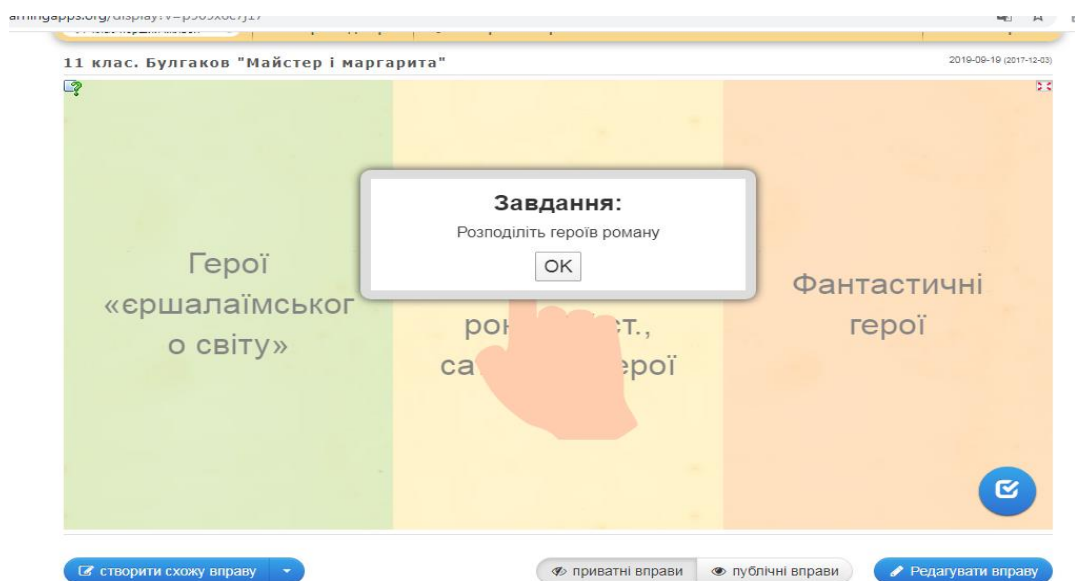 11 клас. Булгаков "Майстер і маргарита"
2019-09-19 (2017-12-03)
Завдання:
Розподіліть героїв роману
OK
Герої
«єршалаїмськог
о світу»
Фантастичні
герої
створити схожу вправу
приватні вправи
публічні вправи
Редагувати вправу